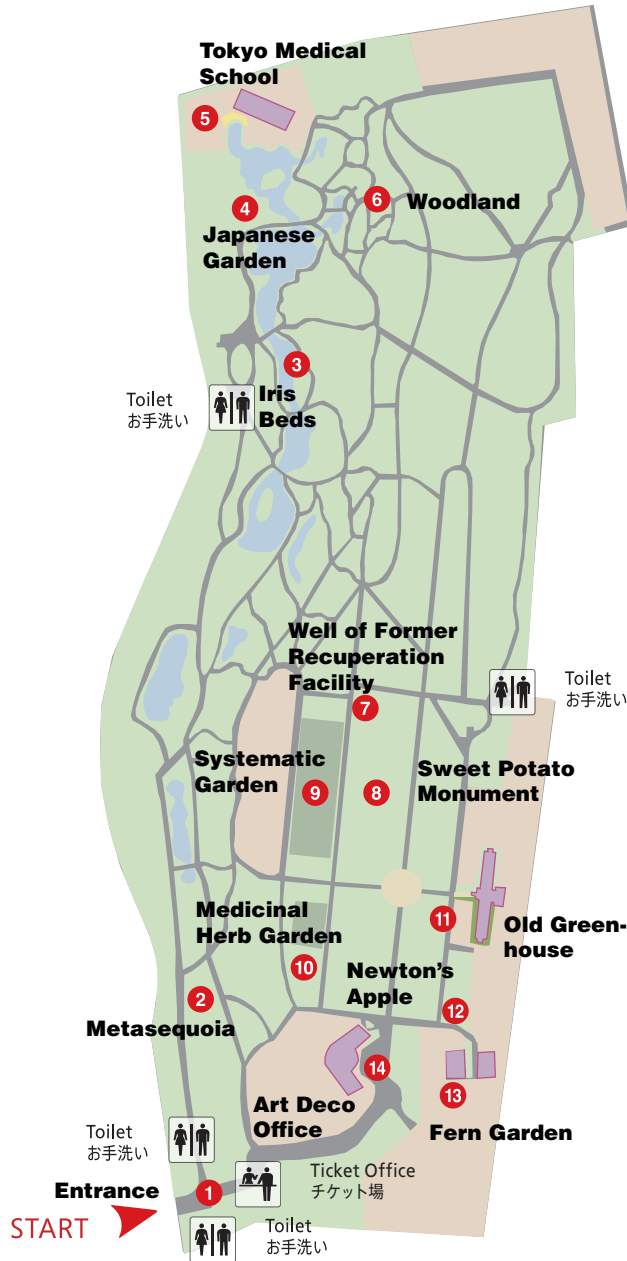 Tokyo Medical
School
5
6
Woodland
4
Japanese
Garden
3
Iris
Beds
Toilet
お手洗い
Well of Former
Recuperation
Facility
7
Toilet
お手洗い
Systematic
Garden
9
8
Sweet Potato
Monument
Medicinal
Herb Garden
10
11
Old Green-
house
Newton's
Apple
12
2
Metasequoia
14
13
Art Deco
Office
Fern Garden
Toilet
お手洗い
Entrance
1
Ticket Office
チケット場
START
Toilet
お手洗い